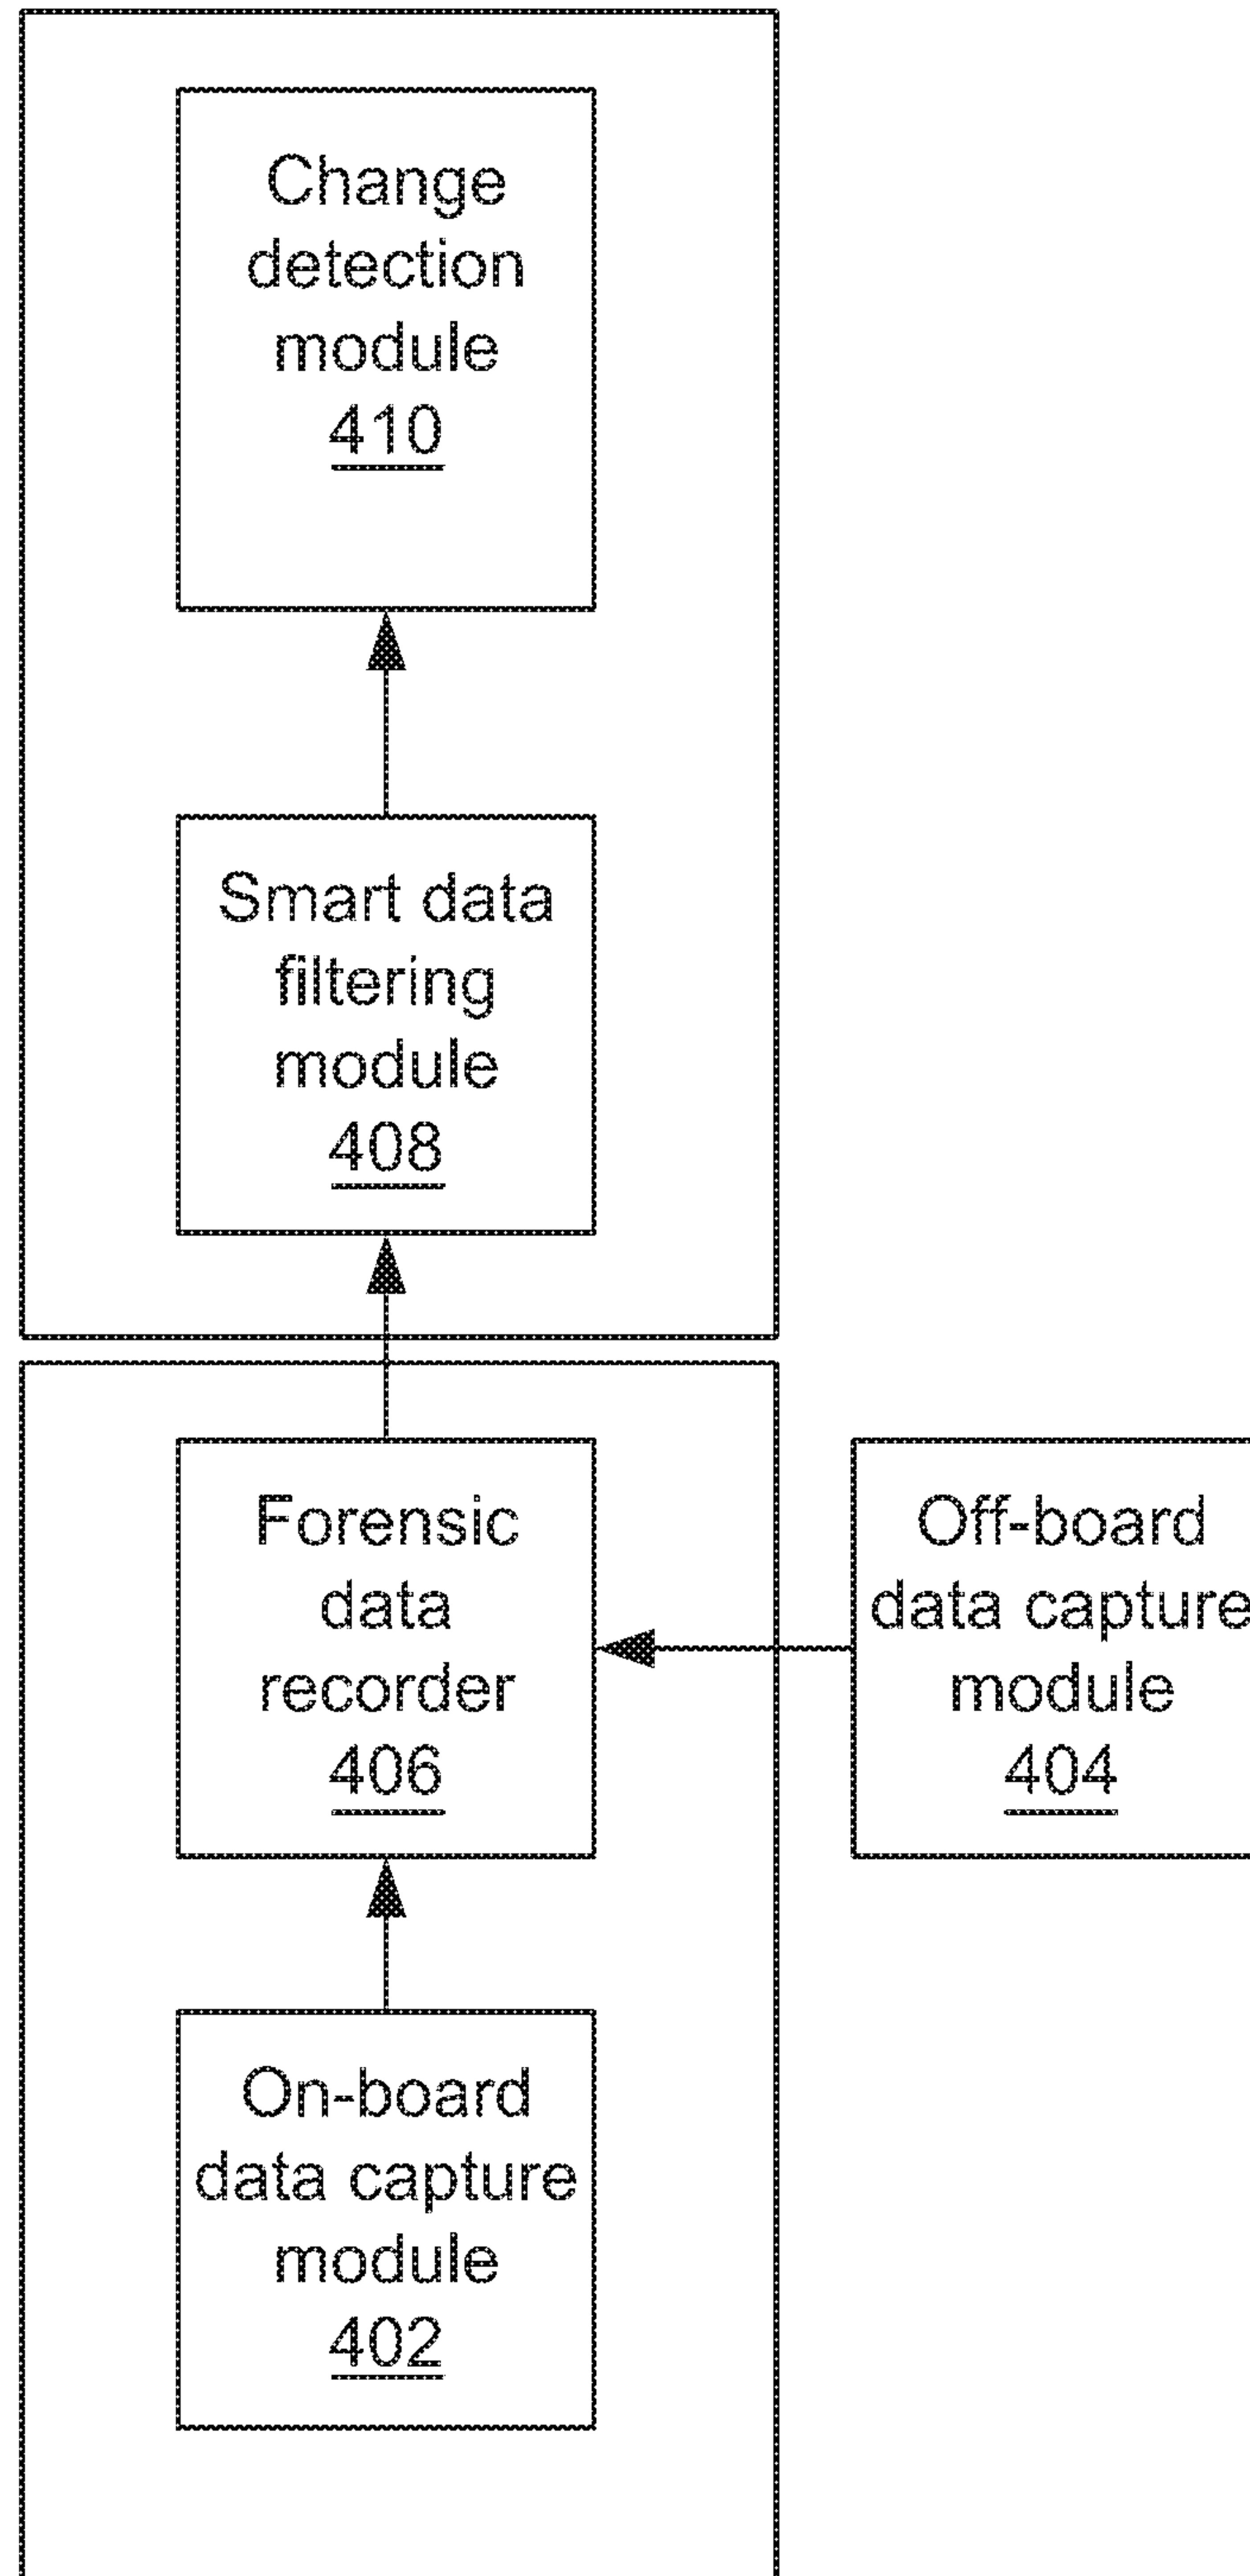 Change
detection
module
410
Smart data
filtering
module
408
Forensic
data
recorder
406
Off-board
data capture
module
404
On-board
data capture
module
402